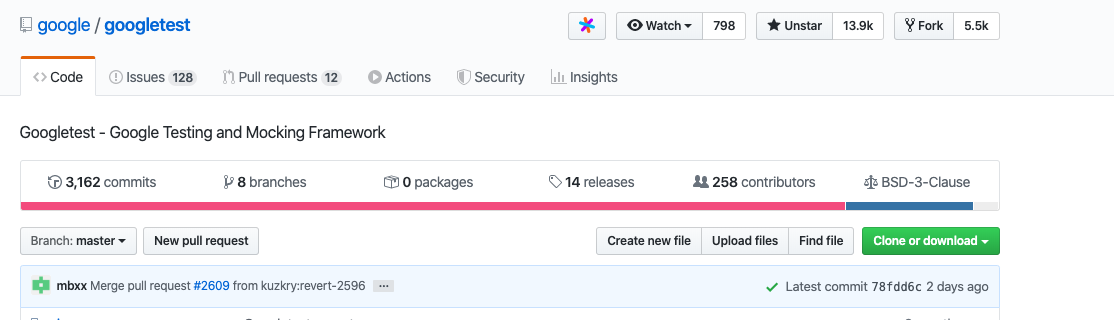 google / googletest Watch 798 Unstar 13.9k Fork 5.5k
Code Issues 128 Pull requests 12 Actions Security Insights
Googletest - Google Testing and Mocking Framework
3,162 commits 8 branches 0 packages 14 releases 258 contributors BSD-3-Clause
Branch: master New pull request Create new file Upload files Find file Clone or download
mbxx Merge pull request #2609 from kuzkry:revert-2596 ... Latest commit 78fdd6c 2 days ago